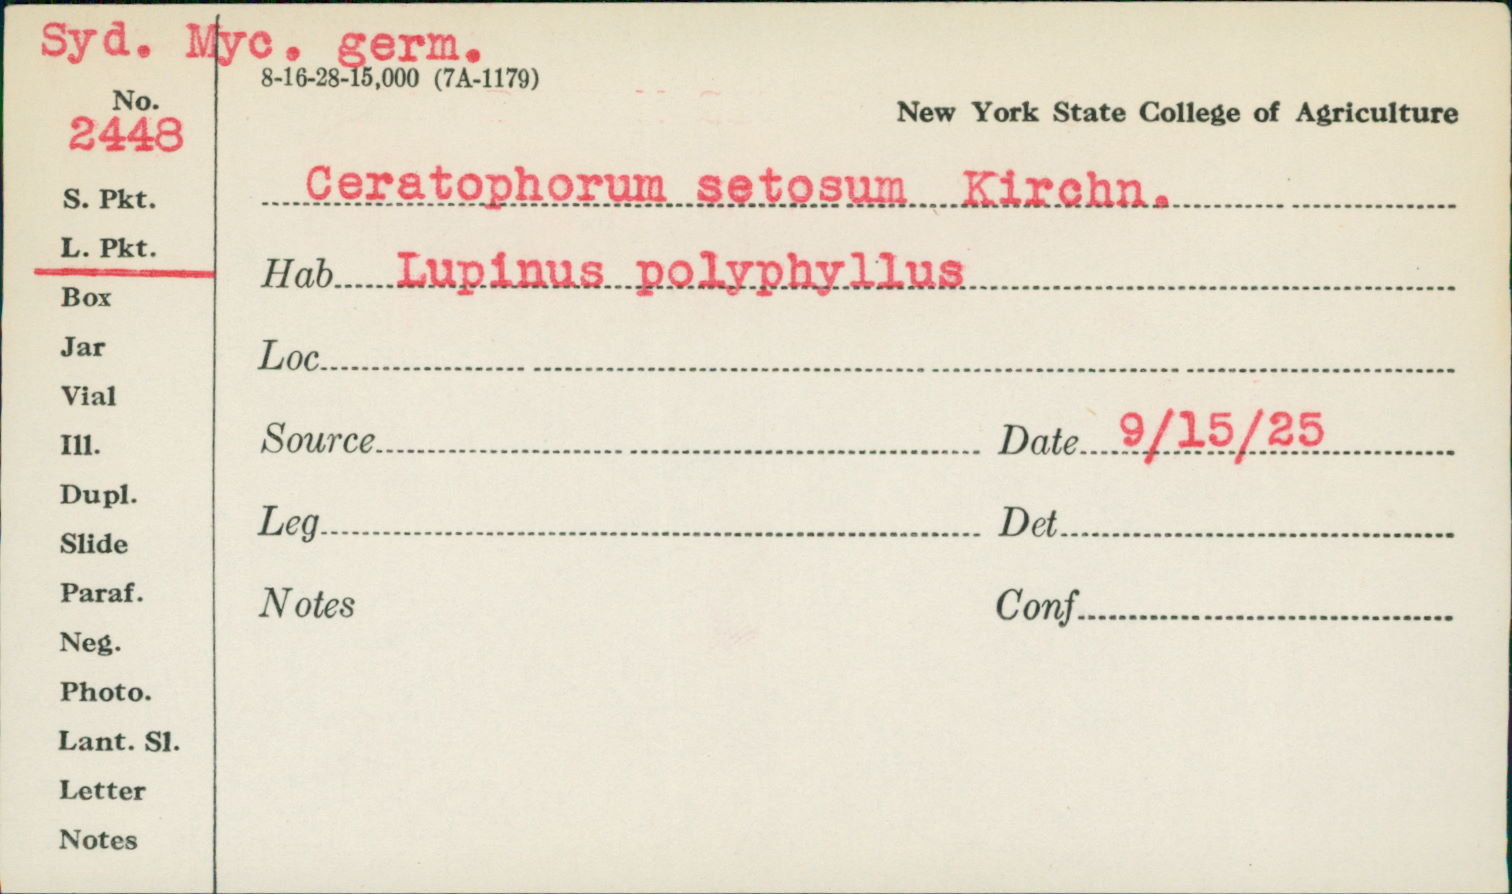 Syd. Myc. germ.
8-16-28-15,000 (7A-1179)
No.
2448
New York State College of Agriculture
S. Pkt.
Ceratophorum setosum Kirchn.
L. Pkt.
Hab. Lupinus polyphyllus
Box
Jar
Loc.
Vial
Ill.
Source
Date 9/15/25
Dupl.
Slide
Leg.
Det.
Paraf.
Notes
Conf.
Neg.
Photo.
Lant. Sl.
Letter
Notes